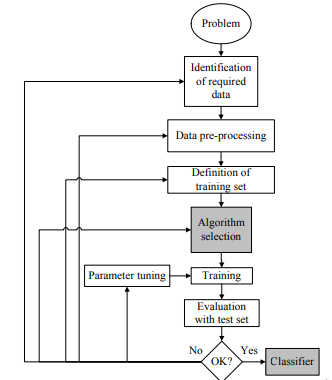 Problem
Identification
of required
data
Data pre-processing
Definition of
training set
Algorithm
selection
Parameter tuning
Training
Evaluation
with test set
No
OK?
Yes
Classifier